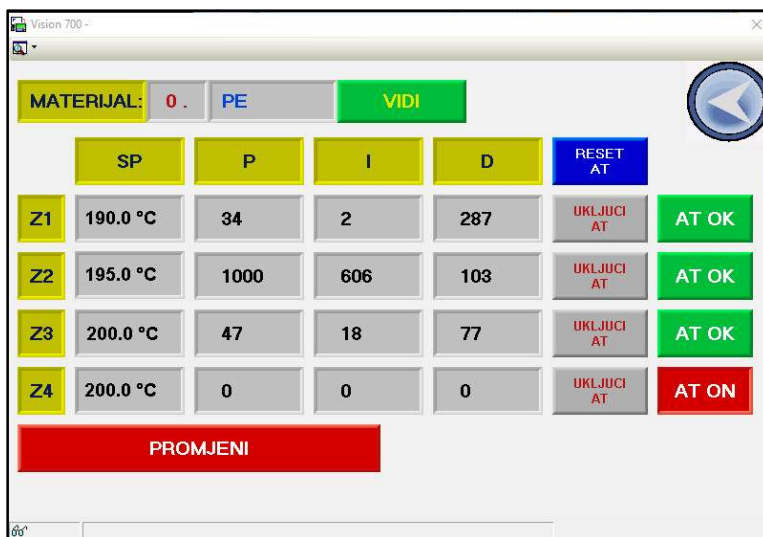 Vision 700 -
MATERIJAL: 0. PE VIDI
SP P I D RESET
AT
Z1 190.0 °C 34 2 287 UKLJUCI
AT AT OK
Z2 195.0 °C 1000 606 103 UKLJUCI
AT AT OK
Z3 200.0 °C 47 18 77 UKLJUCI
AT AT OK
Z4 200.0 °C 0 0 0 UKLJUCI
AT AT ON
PROMJENI